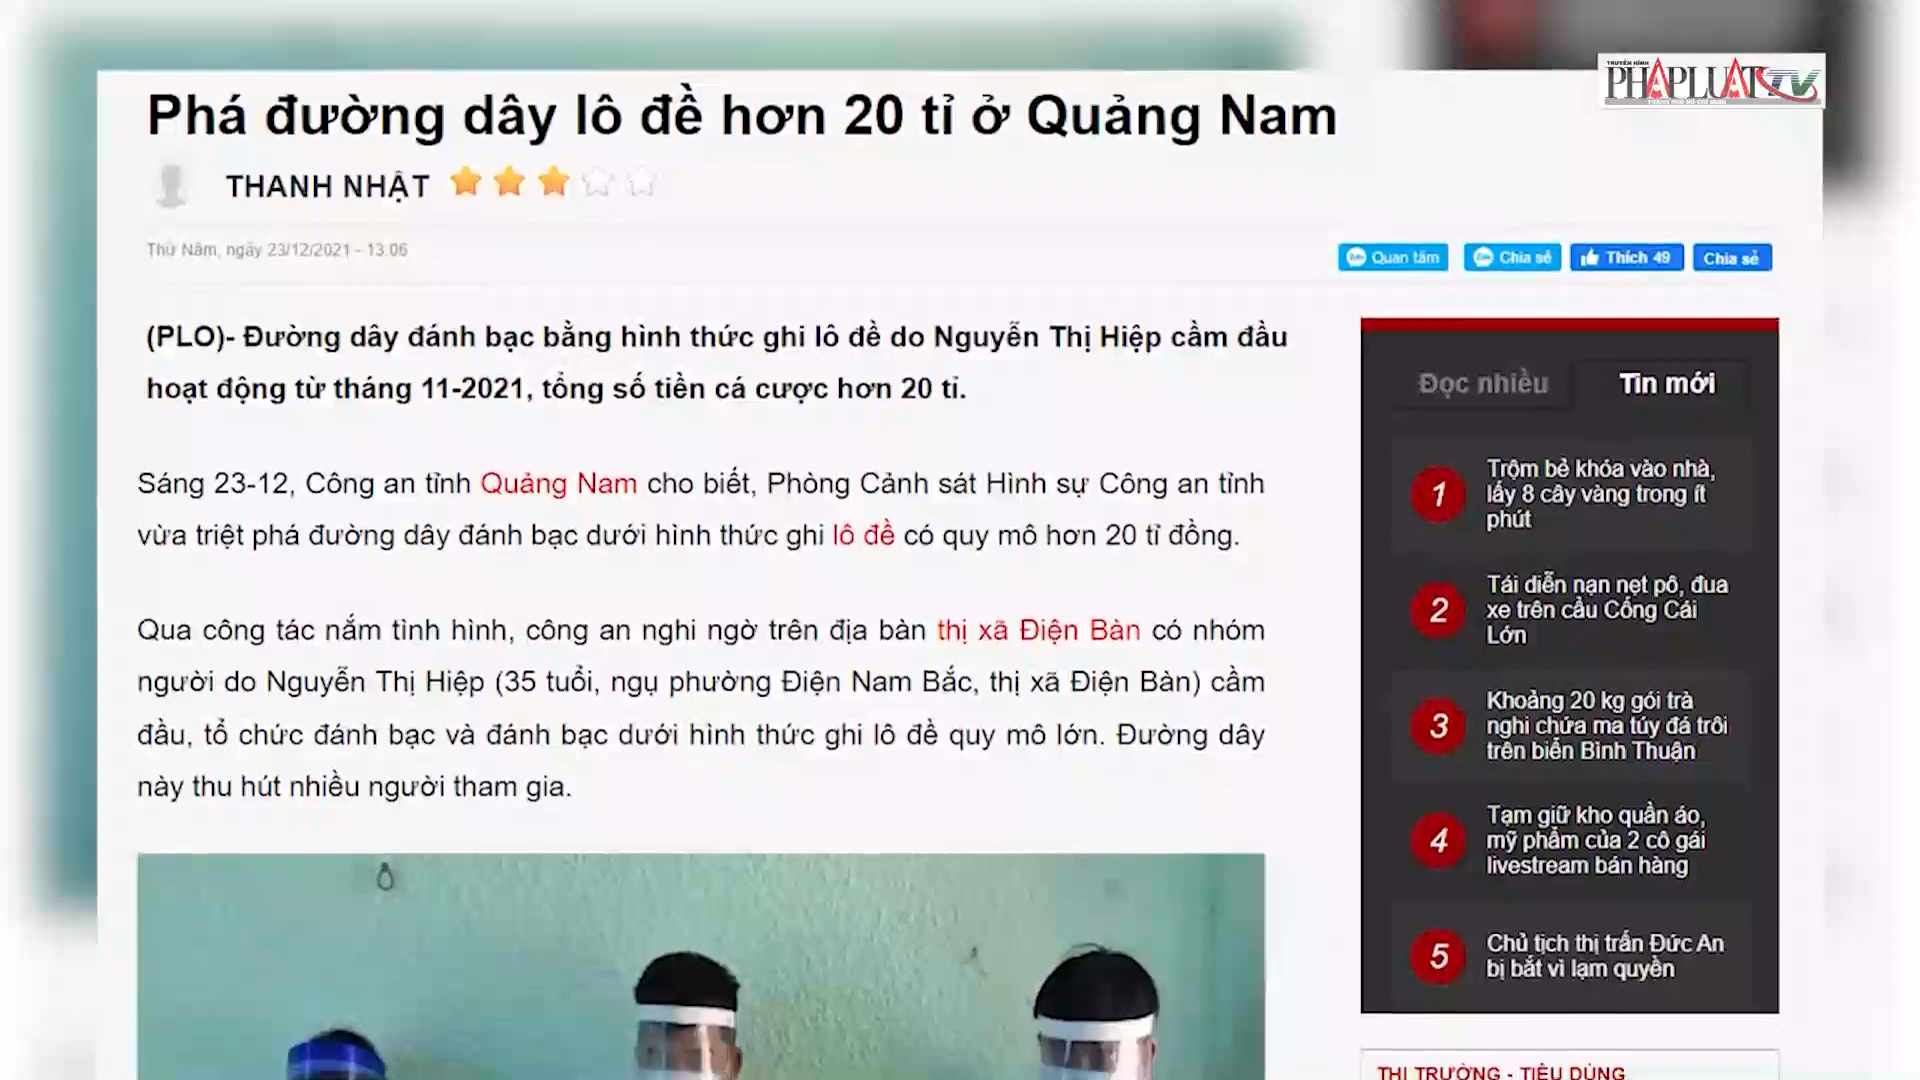 TRUYỀN HÌNH
PHÁPLUẬTTV
THÀNH PHỐ HỒ CHÍ MINH
Phá đường dây lô đề hơn 20 tỉ ở Quảng Nam
THANH NHẬT
Thứ Năm, ngày 23/12/2021 - 13:06
Quan tâm
Chia sẻ
Thích 49
Chia sẻ
(PLO)- Đường dây đánh bạc bằng hình thức ghi lô đề do Nguyễn Thị Hiệp cầm đầu
hoạt động từ tháng 11-2021, tổng số tiền cá cược hơn 20 tỉ.
Sáng 23-12, Công an tỉnh Quảng Nam cho biết, Phòng Cảnh sát Hình sự Công an tỉnh
vừa triệt phá đường dây đánh bạc dưới hình thức ghi lô đề có quy mô hơn 20 tỉ đồng.
Qua công tác nắm tình hình, công an nghi ngờ trên địa bàn thị xã Điện Bàn có nhóm
người do Nguyễn Thị Hiệp (35 tuổi, ngụ phường Điện Nam Bắc, thị xã Điện Bàn) cầm
đầu, tổ chức đánh bạc và đánh bạc dưới hình thức ghi lô đề quy mô lớn. Đường dây
này thu hút nhiều người tham gia.
Đọc nhiều
Tin mới
1
Trộm bẻ khóa vào nhà,
lấy 8 cây vàng trong ít
phút
2
Tái diễn nạn nẹt pô, đua
xe trên cầu Cống Cái
Lớn
3
Khoảng 20 kg gói trà
nghi chứa ma túy đá trôi
trên biển Bình Thuận
4
Tạm giữ kho quần áo,
mỹ phẩm của 2 cô gái
livestream bán hàng
5
Chủ tịch thị trấn Đức An
bị bắt vì lạm quyền
THỊ TRƯỜNG - TIÊU DÙNG